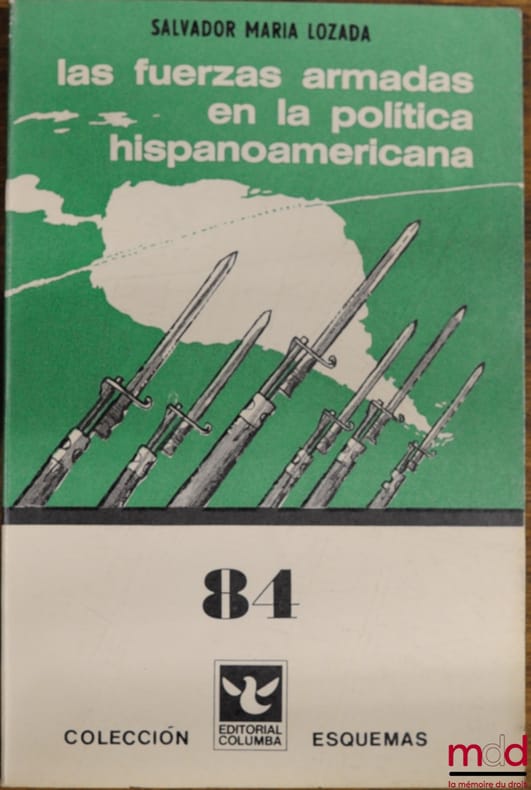 SALVADOR MARIA LOZADA
las fuerzas armadas
en la política
hispanoamericana
84
EDITORIAL
COLUMBA
COLECCIÓN ESQUEMAS
mdd
la mémoire du droit